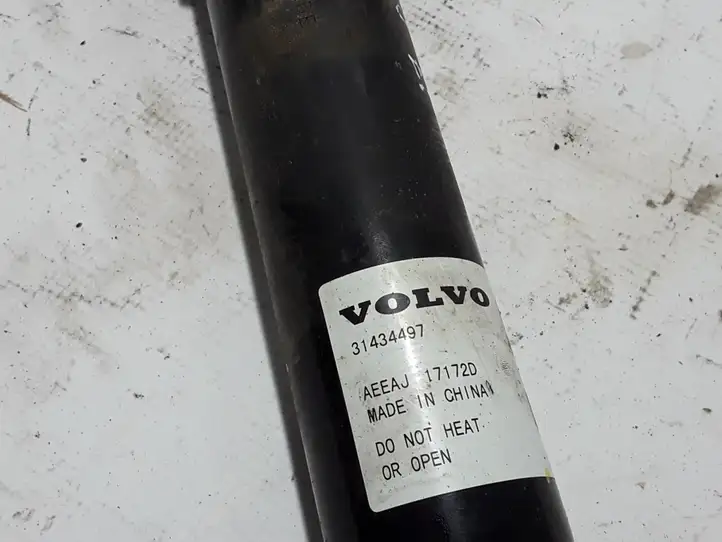 VOLVO
31434497
AEEAJ 17172D
MADE IN CHINA
DO NOT HEAT
OR OPEN